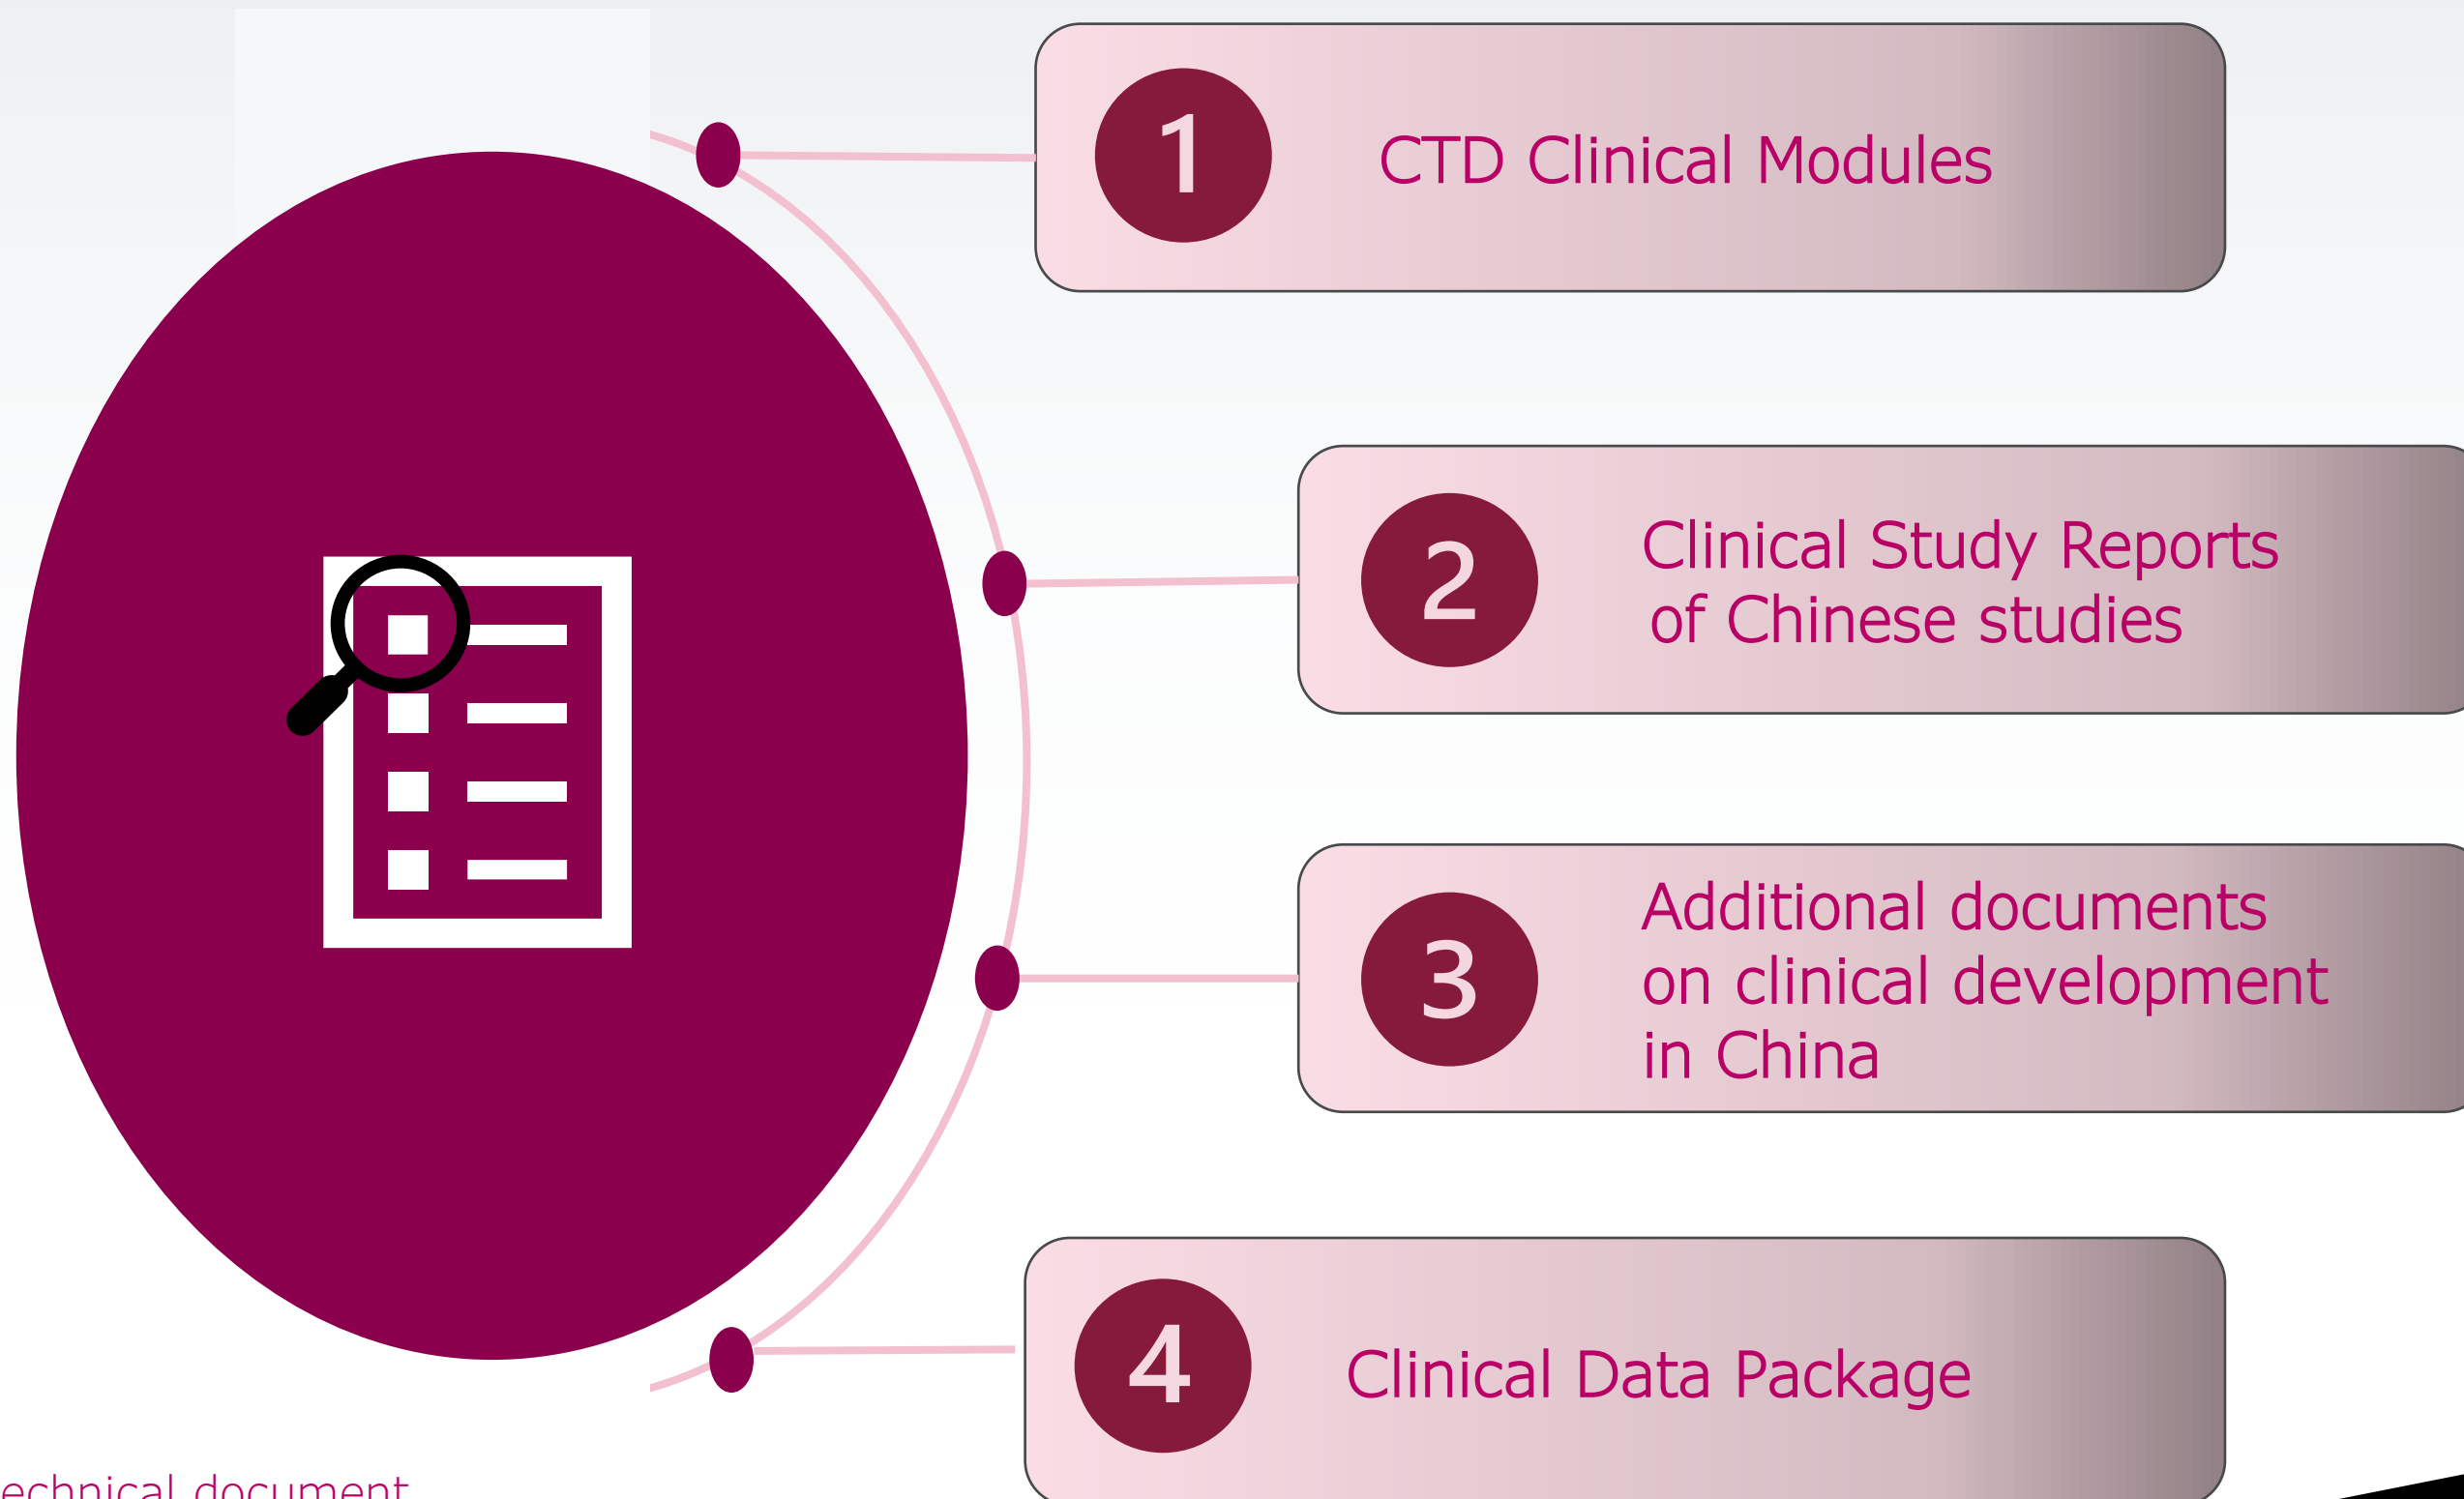 1
CTD Clinical Modules
2
Clinical Study Reports
of Chinese studies
3
Additional documents
on clinical development
in China
4
Clinical Data Package
document